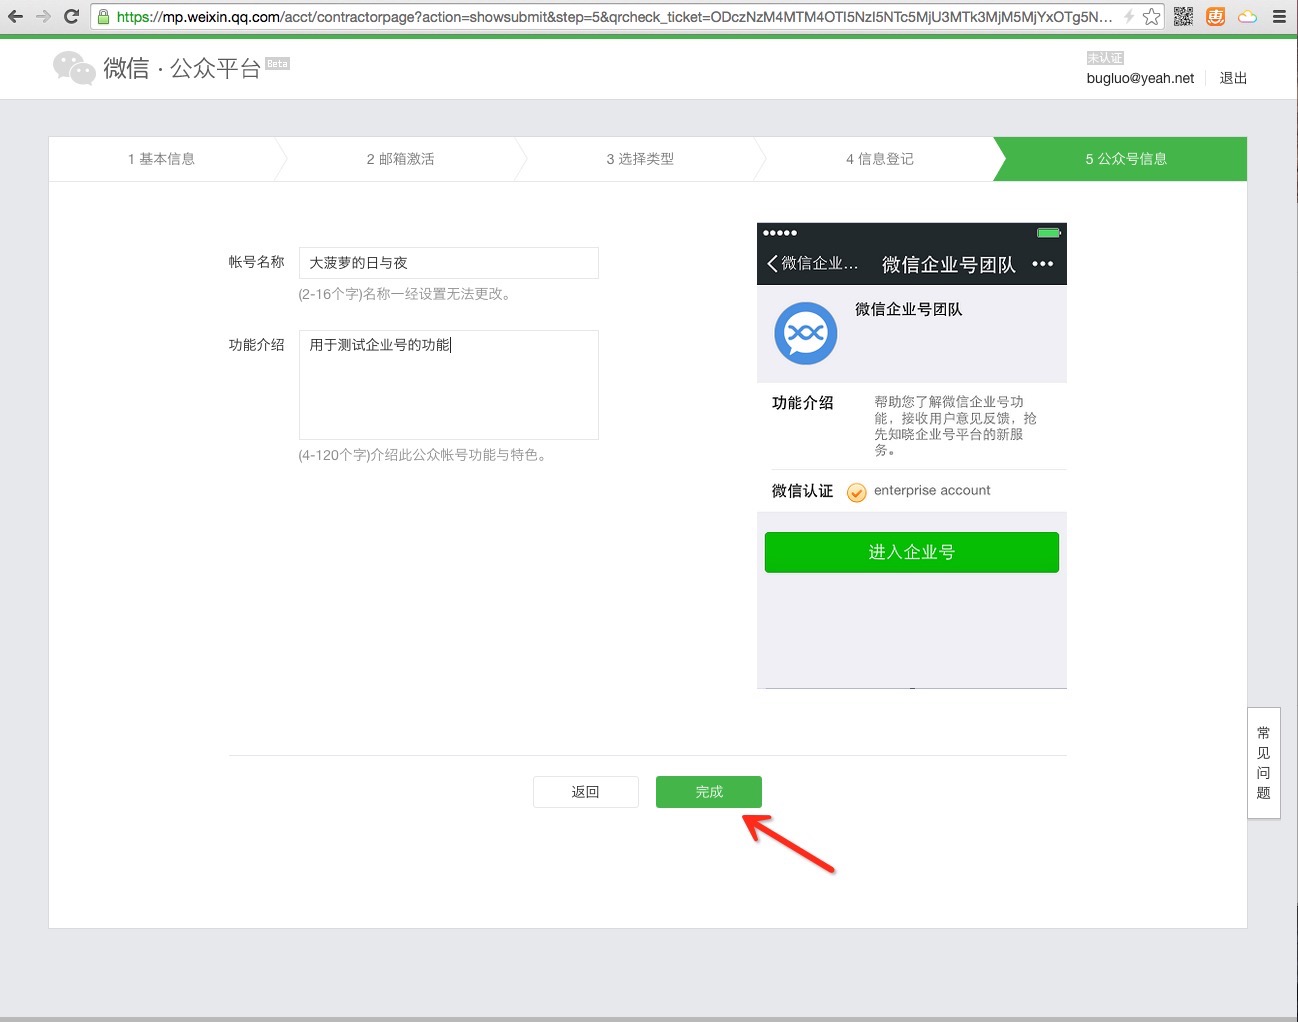 https://mp.weixin.qq.com/acct/contractorpage?action=showsubmit&step=5&qrcheck_ticket=ODczNzM4MTM4OTI5NzI5NTc5MjU3MTk3MjM5MjYxOTg5N...
惠
微信·公众平台 Beta
未认证
bugluo@yeah.net 退出
1 基本信息 2 邮箱激活 3 选择类型 4 信息登记 5 公众号信息
帐号名称 大菠萝的日与夜
(2-16个字)名称一经设置无法更改。
功能介绍 用于测试企业号的功能
(4-120个字)介绍此公众帐号功能与特色。
微信企业... 微信企业号团队
微信企业号团队
功能介绍 帮助您了解微信企业号功
能，接收用户意见反馈，抢
先知晓企业号平台的新服
务。
微信认证 enterprise account
进入企业号
返回 完成
常
见
问
题